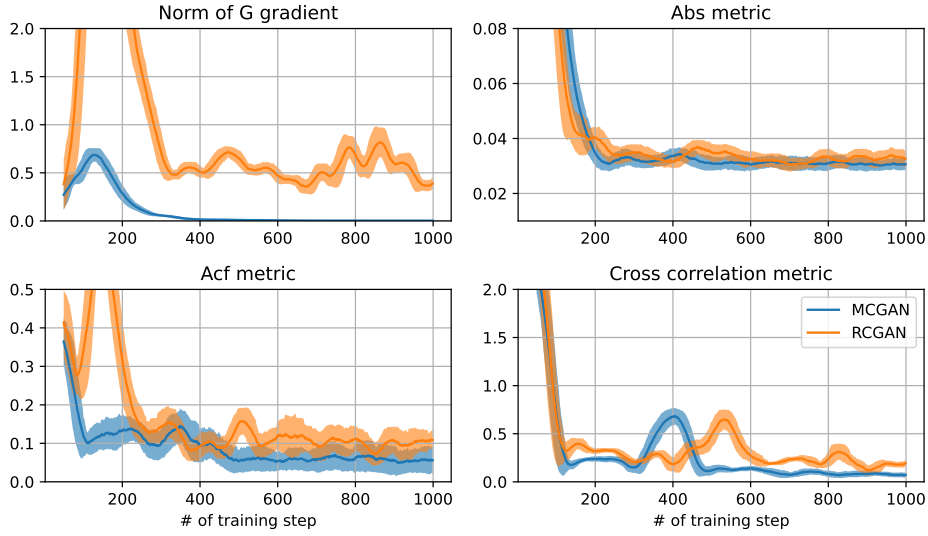 Norm of G gradient
2.0
1.5
1.0
0.5
0.0
200 400 600 800 1000
Abs metric
0.08
0.06
0.04
0.02
200 400 600 800 1000
Acf metric
0.5
0.4
0.3
0.2
0.1
0.0
200 400 600 800 1000
# of training step
Cross correlation metric
2.0
1.5
1.0
0.5
0.0
MCGAN
RCGAN
200 400 600 800 1000
# of training step